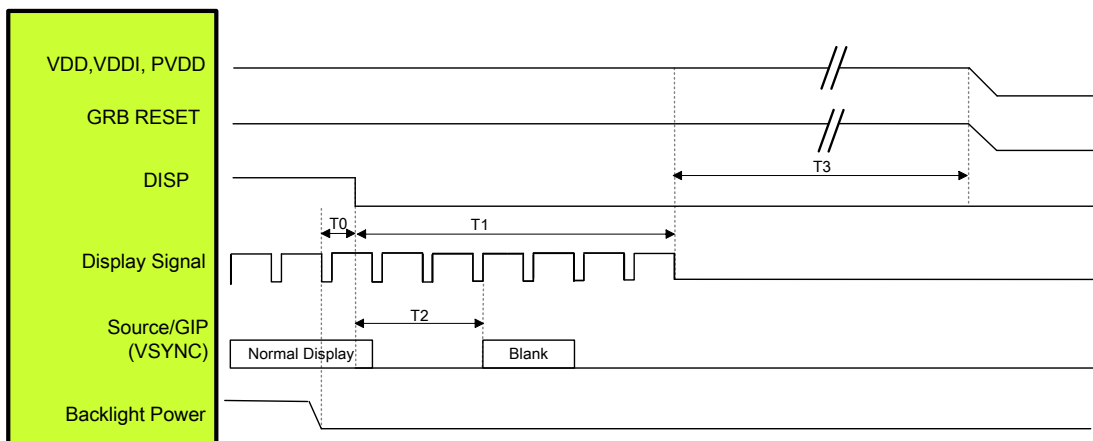 VDD,VDDI, PVDD
GRB RESET
T3
DISP
T0
T1
Display Signal
T2
Source/GIP
(VSYNC)
Normal Display
Blank
Backlight Power